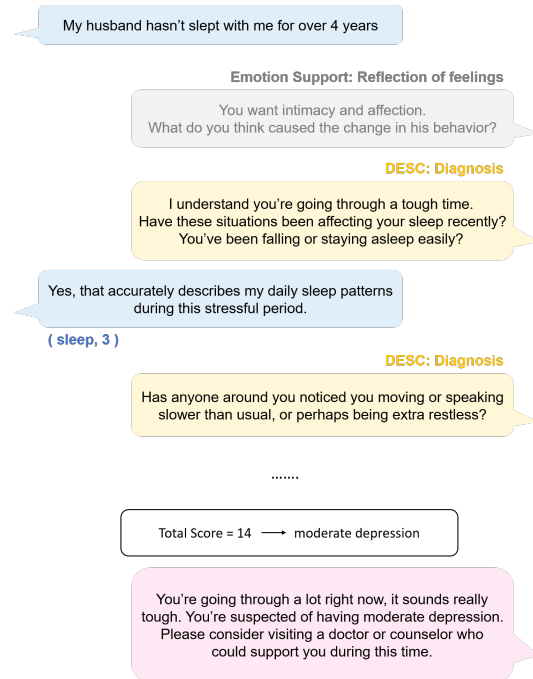 My husband hasn't slept with me for over 4 years
Emotion Support: Reflection of feelings
You want intimacy and affection.
What do you think caused the change in his behavior?
DESC: Diagnosis
I understand you're going through a tough time.
Have these situations been affecting your sleep recently?
You've been falling or staying asleep easily?
Yes, that accurately describes my daily sleep patterns
during this stressful period.
( sleep, 3 )
DESC: Diagnosis
Has anyone around you noticed you moving or speaking
slower than usual, or perhaps being extra restless?
.......
Total Score = 14 → moderate depression
You're going through a lot right now, it sounds really
tough. You're suspected of having moderate depression.
Please consider visiting a doctor or counselor who
could support you during this time.